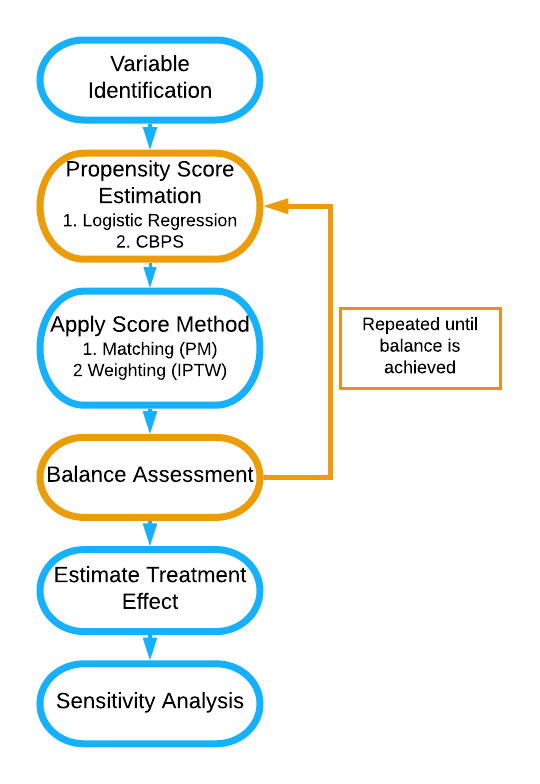 Variable
Identification
Propensity Score
Estimation
1. Logistic Regression
2. CBPS
Apply Score Method
1. Matching (PM)
2 Weighting (IPTW)
Repeated until
balance is
achieved
Balance Assessment
Estimate Treatment
Effect
Sensitivity Analysis